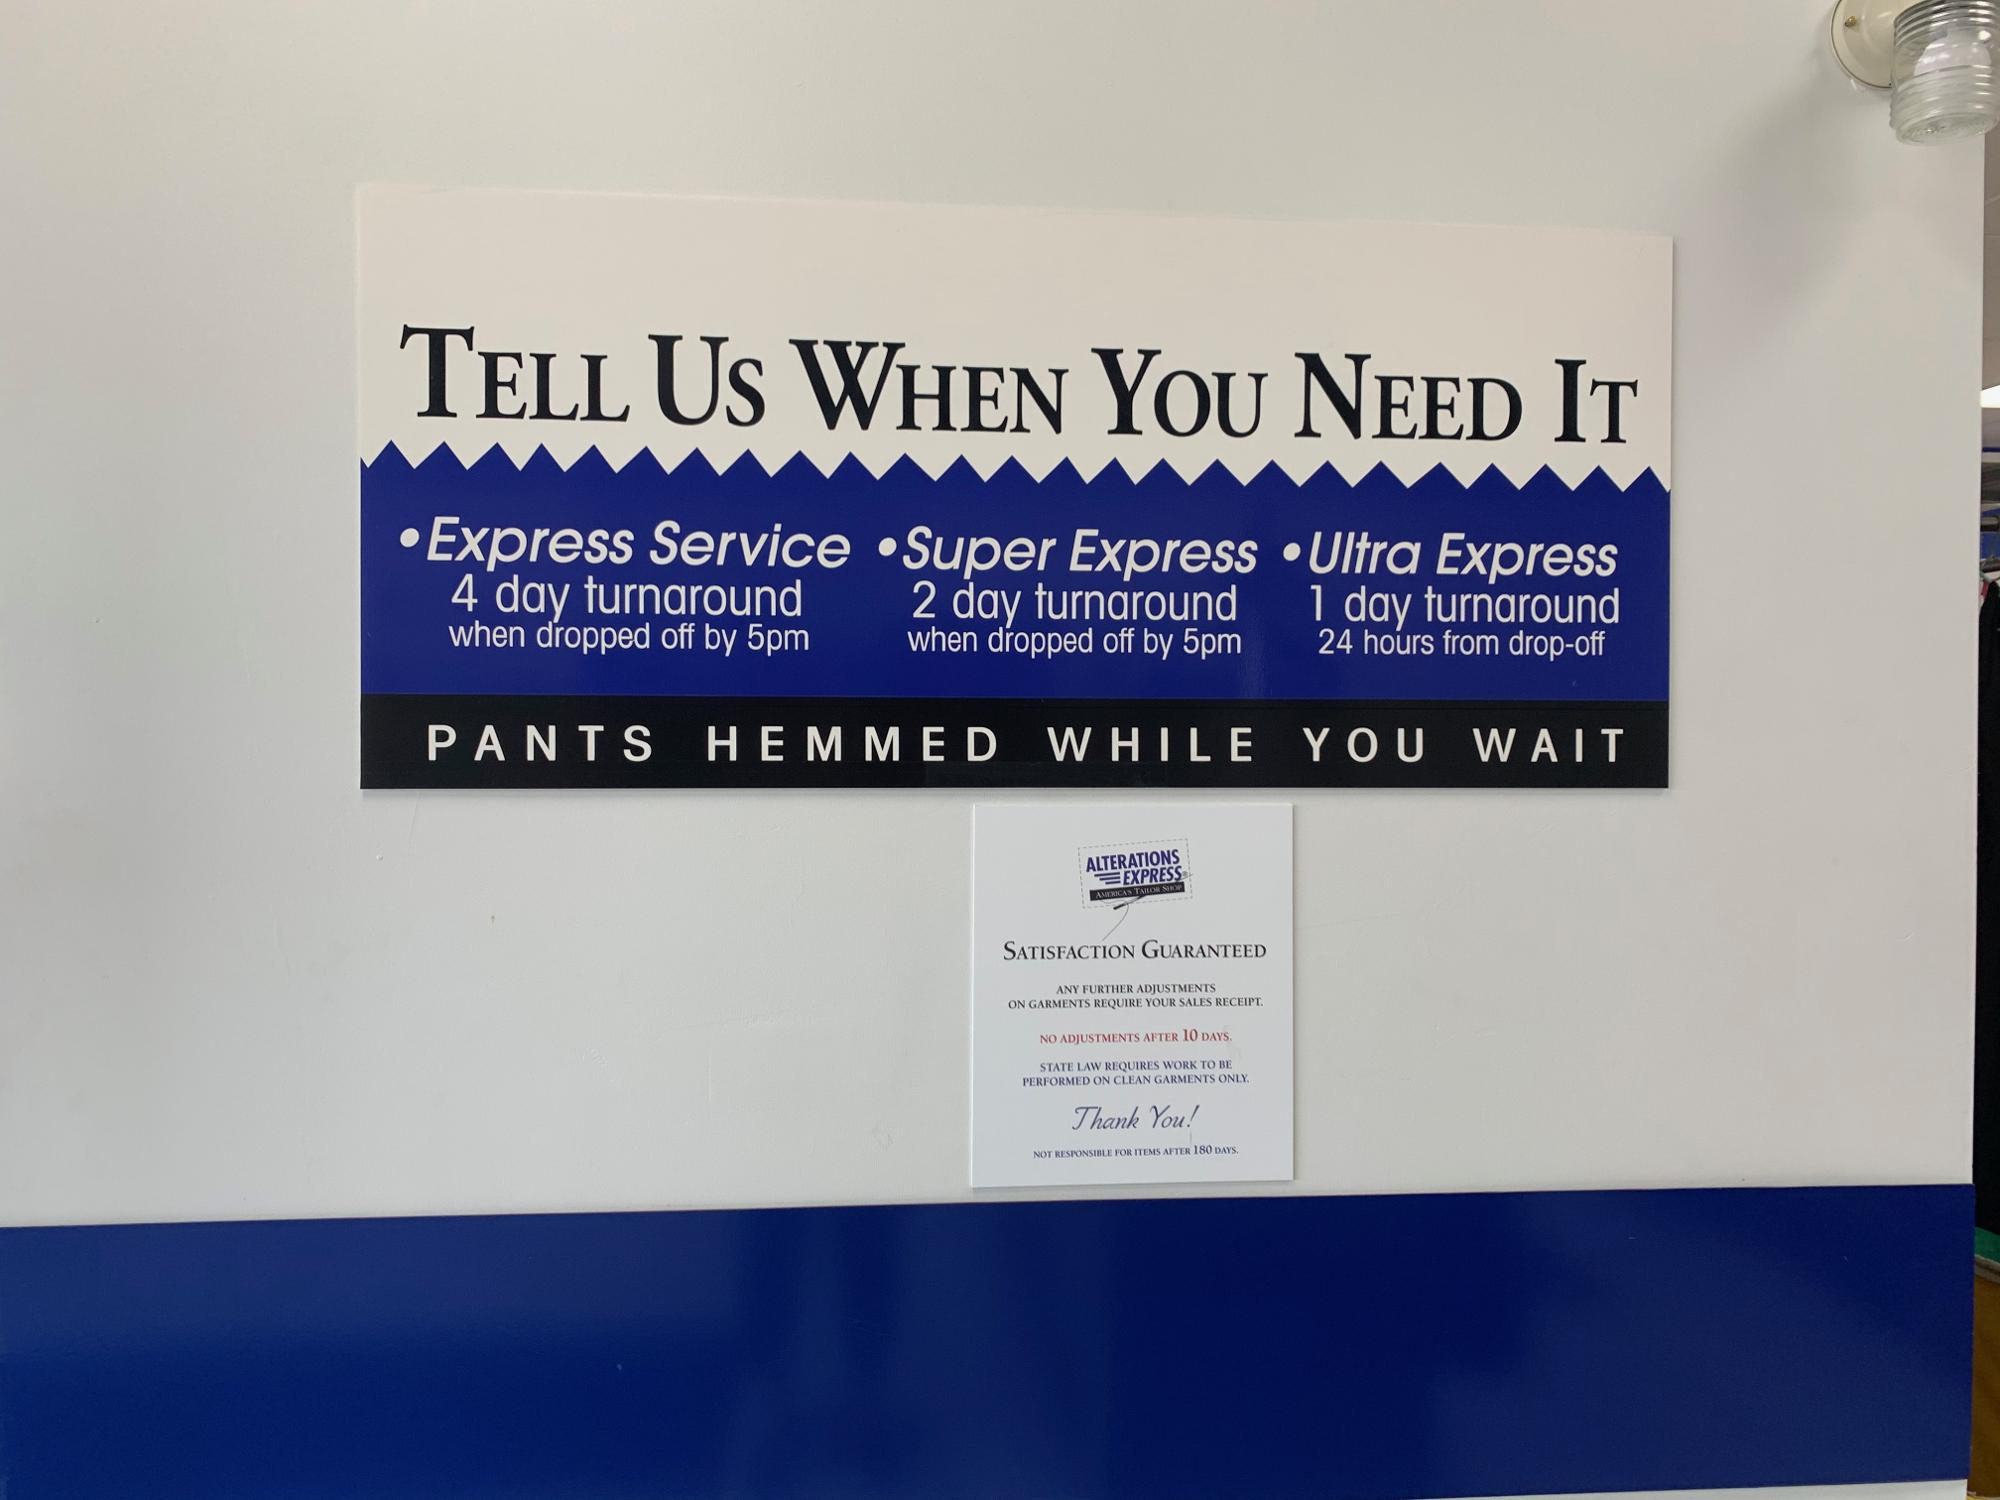 TELL US WHEN YOU NEED IT
•Express Service
4 day turnaround
when dropped off by 5pm
•Super Express
2 day turnaround
when dropped off by 5pm
•Ultra Express
1 day turnaround
24 hours from drop-off
PANTS HEMMED WHILE YOU WAIT
ALTERATIONS
EXPRESS®
AMERICA'S TAILOR SHOP
SATISFACTION GUARANTEED
ANY FURTHER ADJUSTMENTS
ON GARMENTS REQUIRE YOUR SALES RECEIPT.
NO ADJUSTMENTS AFTER 10 DAYS.
STATE LAW REQUIRES WORK TO BE
PERFORMED ON CLEAN GARMENTS ONLY.
Thank You!
NOT RESPONSIBLE FOR ITEMS AFTER 180 DAYS.